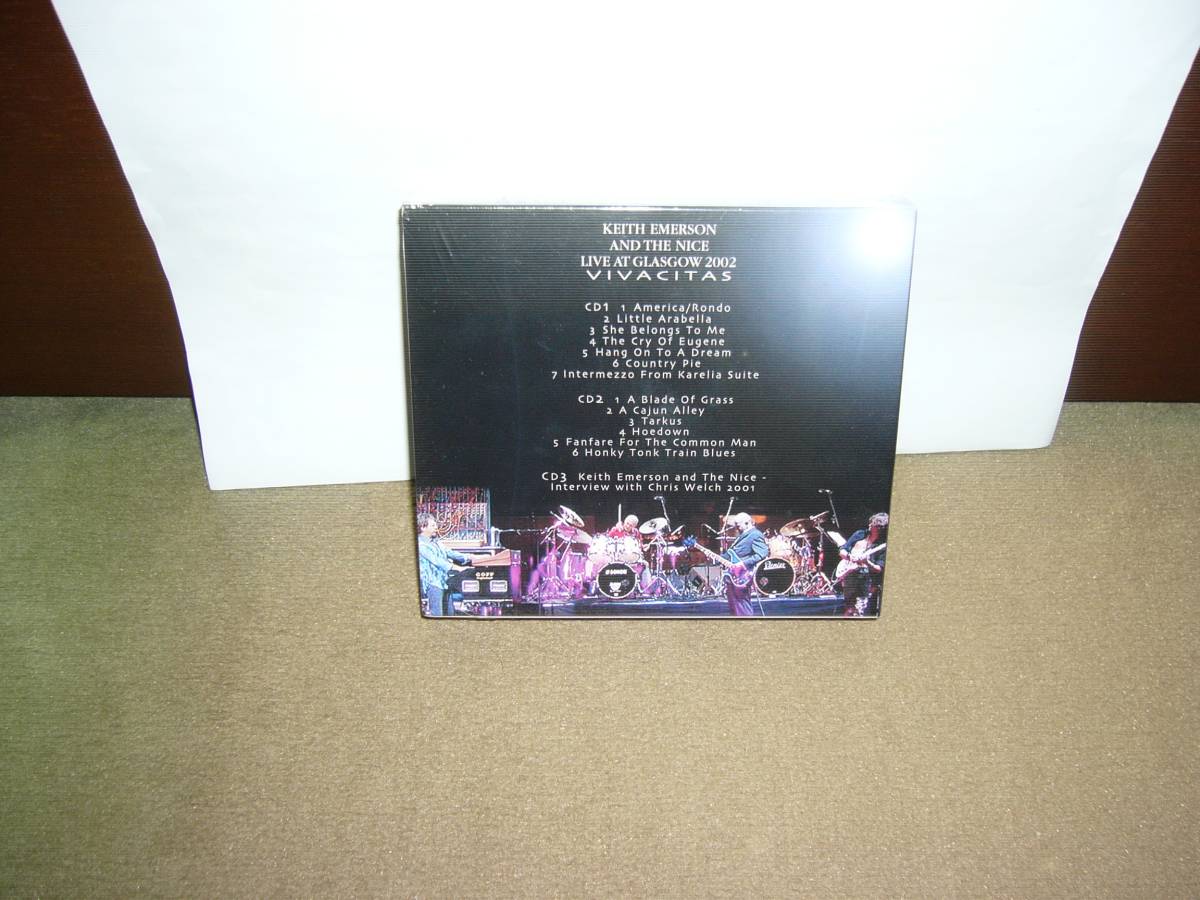 KEITH EMERSON
AND THE NICE
LIVE AT GLASGOW 2002
VIVACITAS
CD1 1 America/Rondo
2 Little Arabella
3 She Belongs To Me
4 The Cry Of Eugene
5 Hang On To A Dream
6 Country Pie
7 Intermezzo From Karelia Suite
CD2 1 A Blade Of Grass
2 A Cajun Alley
3 Tarkus
4 Hoedown
5 Fanfare For The Common Man
6 Honky Tonk Train Blues
CD3 Keith Emerson and The Nice -
Interview with Chris Welch 2001
GOFF
SONOR